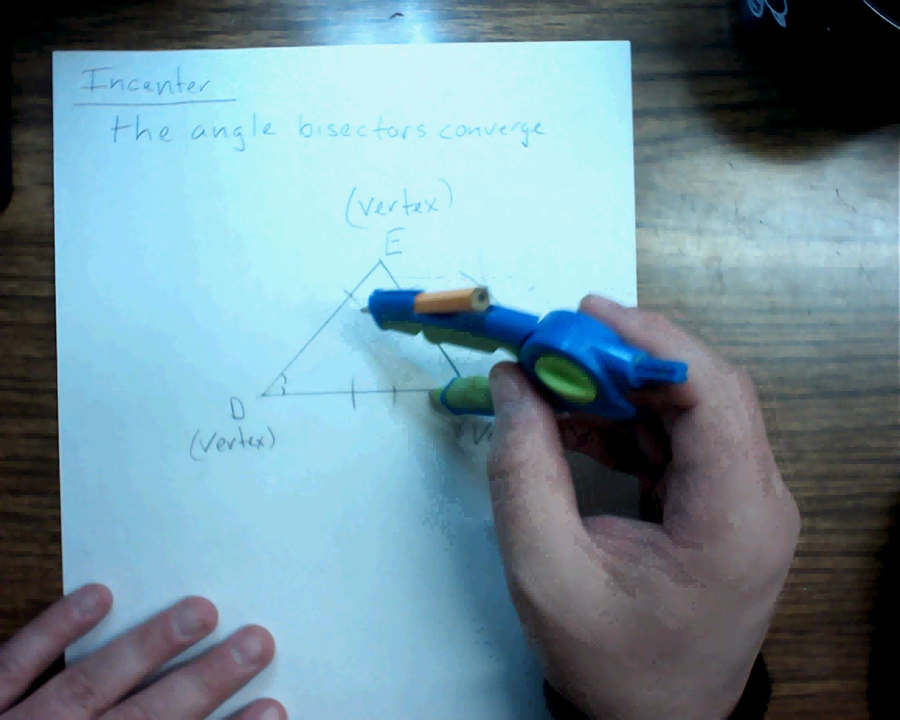 Incenter
the angle bisectors converge
(vertex)
E
D
(vertex)